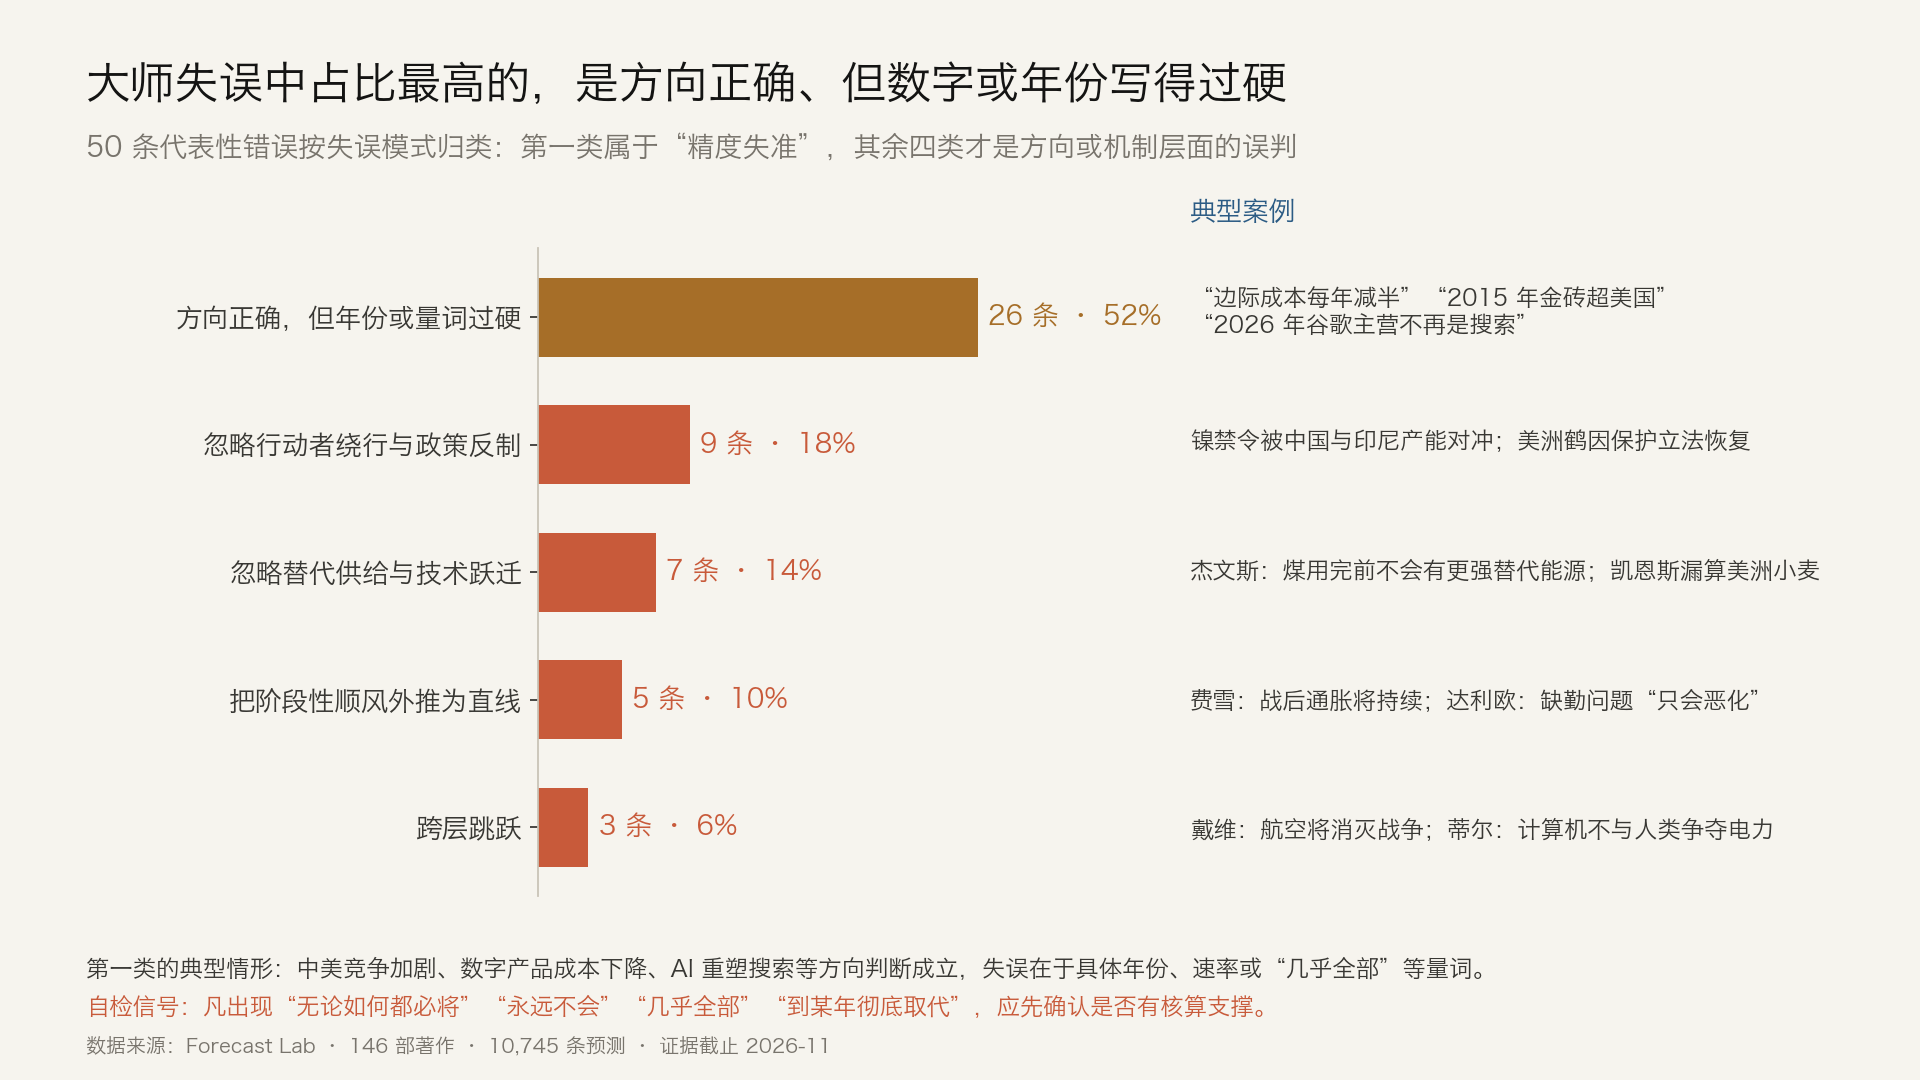 大师失误中占比最高的，是方向正确、但数字或年份写得过硬
50 条代表性错误按失误模式归类：第一类属于“精度失准”，其余四类才是方向或机制层面的误判
典型案例
方向正确，但年份或量词过硬
26 条 · 52%
“边际成本每年减半” “2015 年金砖超美国”
“2026 年谷歌主营不再是搜索”
忽略行动者绕行与政策反制
9 条 · 18%
镍禁令被中国与印尼产能对冲；美洲鹤因保护立法恢复
忽略替代供给与技术跃迁
7 条 · 14%
杰文斯：煤用完前不会有更强替代能源；凯恩斯漏算美洲小麦
把阶段性顺风外推为直线
5 条 · 10%
费雪：战后通胀将持续；达利欧：缺勤问题“只会恶化”
跨层跳跃
3 条 · 6%
戴维：航空将消灭战争；蒂尔：计算机不与人类争夺电力
第一类的典型情形：中美竞争加剧、数字产品成本下降、AI 重塑搜索等方向判断成立，失误在于具体年份、速率或“几乎全部”等量词。
自检信号：凡出现“无论如何都必将” “永远不会” “几乎全部” “到某年彻底取代”，应先确认是否有核算支撑。
数据来源：Forecast Lab · 146 部著作 · 10,745 条预测 · 证据截止 2026-11